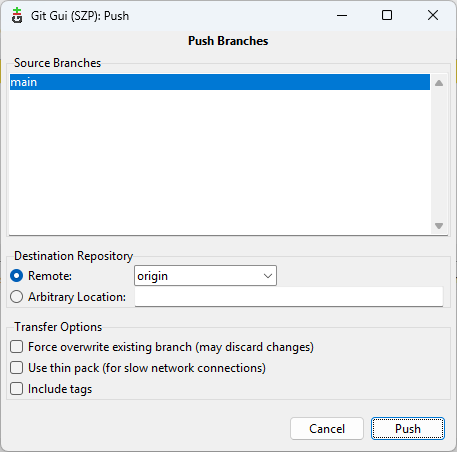 Git Gui (SZP): Push
Push Branches
Source Branches
main
Destination Repository
Remote:
origin
Arbitrary Location:
Transfer Options
Force overwrite existing branch (may discard changes)
Use thin pack (for slow network connections)
Include tags
Cancel
Push